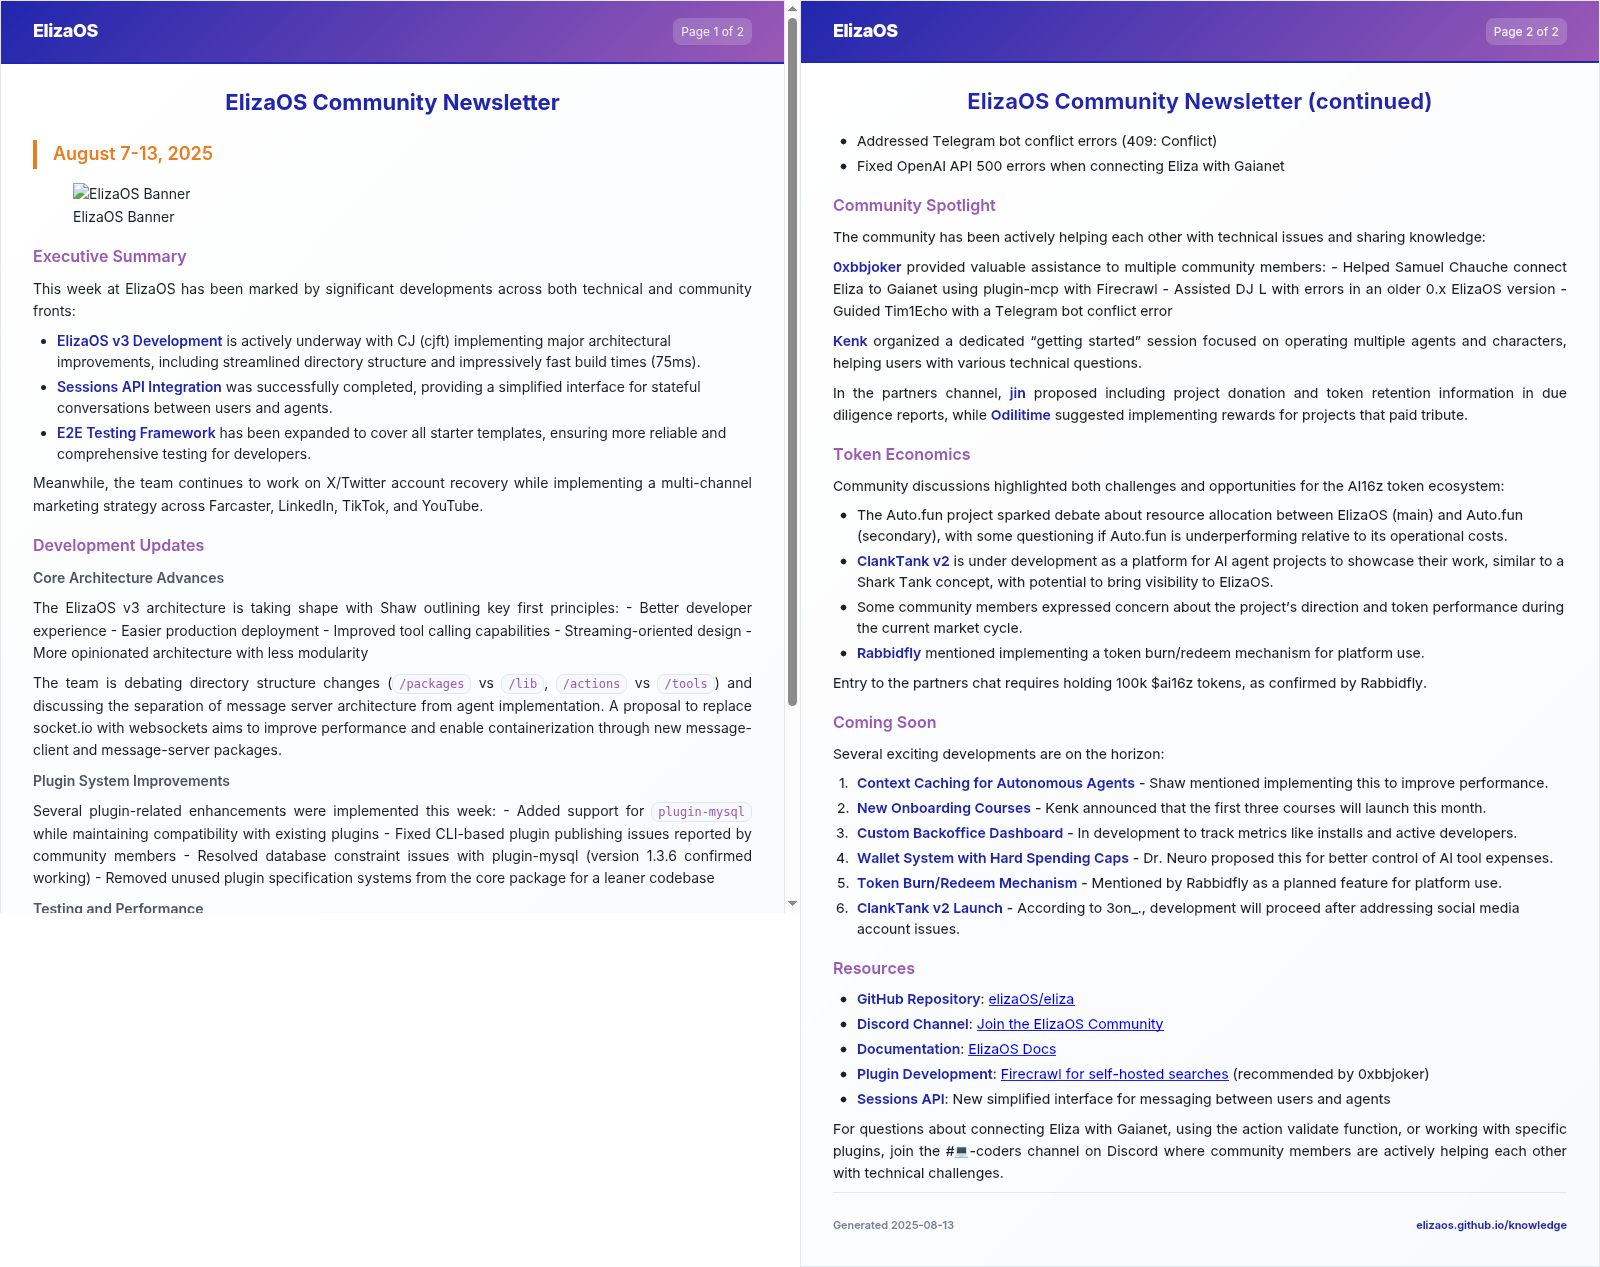 ElizaOS
Page 1 of 2
ElizaOS Community Newsletter
August 7-13, 2025
ElizaOS Banner
ElizaOS Banner
Executive Summary
This week at ElizaOS has been marked by significant developments across both technical and community
fronts:
• ElizaOS v3 Development is actively underway with CJ (cjft) implementing major architectural
improvements, including streamlined directory structure and impressively fast build times (75ms).
• Sessions API Integration was successfully completed, providing a simplified interface for stateful
conversations between users and agents.
• E2E Testing Framework has been expanded to cover all starter templates, ensuring more reliable and
comprehensive testing for developers.
Meanwhile, the team continues to work on X/Twitter account recovery while implementing a multi-channel
marketing strategy across Farcaster, LinkedIn, TikTok, and YouTube.
Development Updates
Core Architecture Advances
The ElizaOS v3 architecture is taking shape with Shaw outlining key first principles: - Better developer
experience - Easier production deployment - Improved tool calling capabilities - Streaming-oriented design -
More opinionated architecture with less modularity
The team is debating directory structure changes (/packages vs /lib, /actions vs /tools) and
discussing the separation of message server architecture from agent implementation. A proposal to replace
socket.io with websockets aims to improve performance and enable containerization through new message-
client and message-server packages.
Plugin System Improvements
Several plugin-related enhancements were implemented this week: - Added support for plugin-mysql
while maintaining compatibility with existing plugins - Fixed CLI-based plugin publishing issues reported by
community members - Resolved database constraint issues with plugin-mysql (version 1.3.6 confirmed
working) - Removed unused plugin specification systems from the core package for a leaner codebase
Testing and Performance
ElizaOS
Page 2 of 2
ElizaOS Community Newsletter (continued)
• Addressed Telegram bot conflict errors (409: Conflict)
• Fixed OpenAI API 500 errors when connecting Eliza with Gaianet
Community Spotlight
The community has been actively helping each other with technical issues and sharing knowledge:
0xbbjoker provided valuable assistance to multiple community members: - Helped Samuel Chauche connect
Eliza to Gaianet using plugin-mcp with Firecrawl - Assisted DJ L with errors in an older 0.x ElizaOS version -
Guided Tim1Echo with a Telegram bot conflict error
Kenk organized a dedicated “getting started” session focused on operating multiple agents and characters,
helping users with various technical questions.
In the partners channel, jin proposed including project donation and token retention information in due
diligence reports, while Odilitime suggested implementing rewards for projects that paid tribute.
Token Economics
Community discussions highlighted both challenges and opportunities for the AI16z token ecosystem:
• The Auto.fun project sparked debate about resource allocation between ElizaOS (main) and Auto.fun
(secondary), with some questioning if Auto.fun is underperforming relative to its operational costs.
• ClankTank v2 is under development as a platform for AI agent projects to showcase their work, similar to a
Shark Tank concept, with potential to bring visibility to ElizaOS.
• Some community members expressed concern about the project’s direction and token performance during
the current market cycle.
• Rabbidfly mentioned implementing a token burn/redeem mechanism for platform use.
Entry to the partners chat requires holding 100k $ai16z tokens, as confirmed by Rabbidfly.
Coming Soon
Several exciting developments are on the horizon:
1. Context Caching for Autonomous Agents - Shaw mentioned implementing this to improve performance.
2. New Onboarding Courses - Kenk announced that the first three courses will launch this month.
3. Custom Backoffice Dashboard - In development to track metrics like installs and active developers.
4. Wallet System with Hard Spending Caps - Dr. Neuro proposed this for better control of AI tool expenses.
5. Token Burn/Redeem Mechanism - Mentioned by Rabbidfly as a planned feature for platform use.
6. ClankTank v2 Launch - According to 3on_., development will proceed after addressing social media
account issues.
Resources
• GitHub Repository: elizaOS/eliza
• Discord Channel: Join the ElizaOS Community
• Documentation: ElizaOS Docs
• Plugin Development: Firecrawl for self-hosted searches (recommended by 0xbbjoker)
• Sessions API: New simplified interface for messaging between users and agents
For questions about connecting Eliza with Gaianet, using the action validate function, or working with specific
plugins, join the #💻-coders channel on Discord where community members are actively helping each other
with technical challenges.
Generated 2025-08-13
elizaos.github.io/knowledge